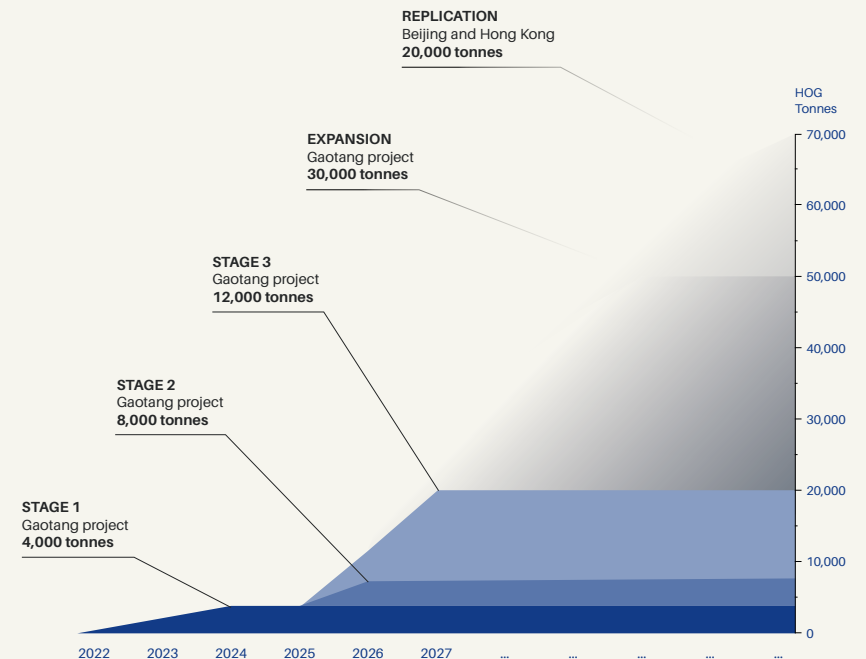 REPLICATION
Beijing and Hong Kong
20,000 tonnes
HOG
Tonnes
70,000
EXPANSION
Gaotang project
30,000 tonnes
60,000
STAGE 3
Gaotang project
12,000 tonnes
50,000
40,000
STAGE 2
Gaotang project
8,000 tonnes
30,000
20,000
STAGE 1
Gaotang project
4,000 tonnes
10,000
0
2022 2023 2024 2025 2026 2027 ... ... ... ... ...